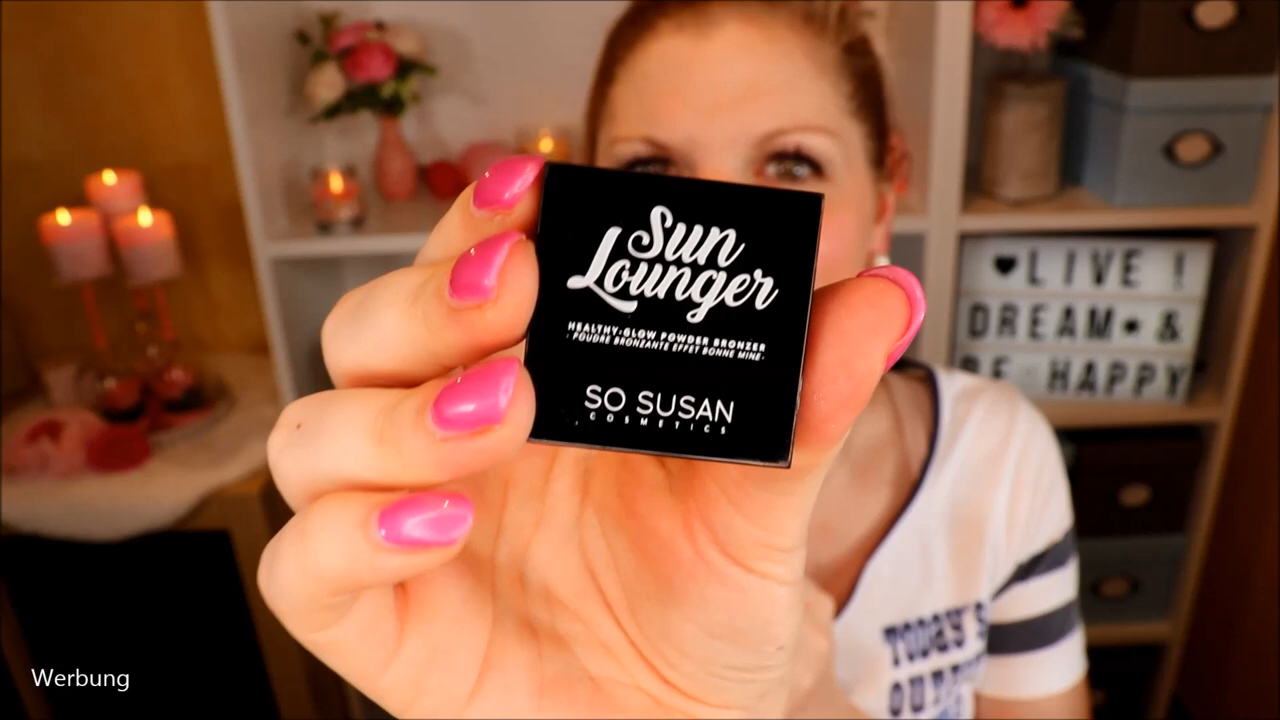 Sun
Lounger
HEALTHY-GLOW POWDER BRONZER
· POUDRE BRONZANTE EFFET BONNE MINE·
SO SUSAN
COSMETICS
♥LIVE !
DREAM★&
BE HAPPY
TODAY'S
Werbung